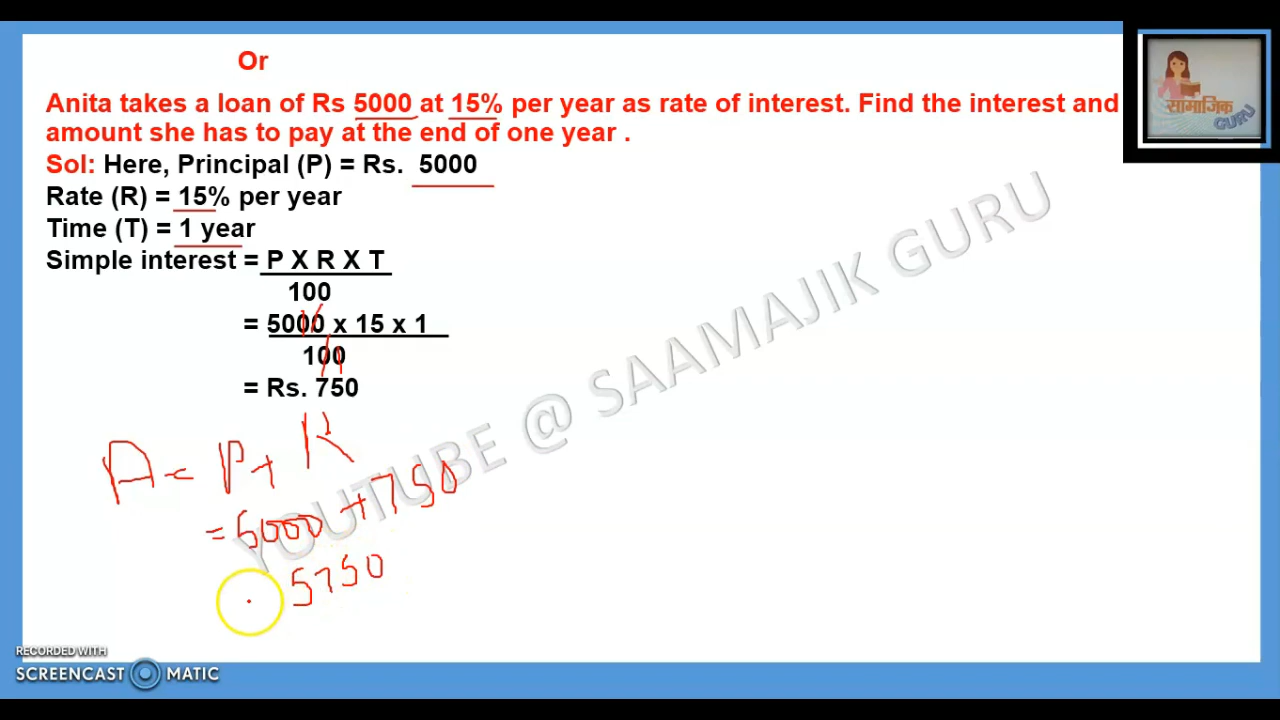 Or
Anita takes a loan of Rs 5000 at 15% per year as rate of interest. Find the interest and
amount she has to pay at the end of one year .
Sol: Here, Principal (P) = Rs. 5000
Rate (R) = 15% per year
Time (T) = 1 year
Simple interest = P X R X T
100
= 5000 x 15 x 1
100
= Rs. 750
A = P + R
= 5000 + 750
5750
YOUTUBE @ SAAMAJIK GURU
सामाजिक
GURU
RECORDED WITH
SCREENCAST MATIC